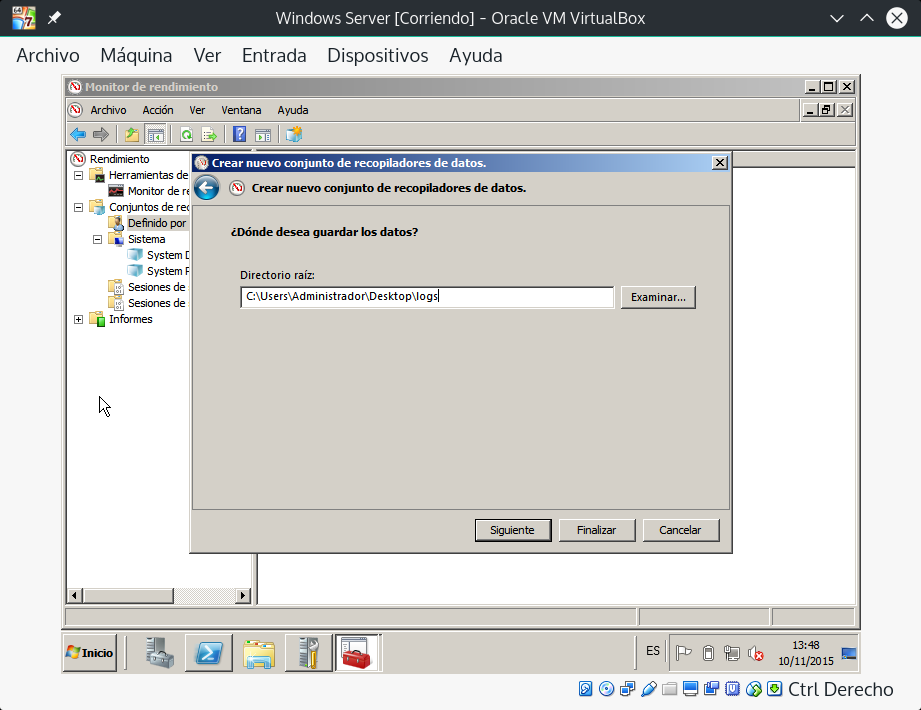 Windows Server [Corriendo] - Oracle VM VirtualBox
Archivo Máquina Ver Entrada Dispositivos Ayuda
Monitor de rendimiento
Archivo Acción Ver Ventana Ayuda
Rendimiento
Herramientas de
Monitor de re
Conjuntos de rec
Definido por
Sistema
System D
System P
Sesiones de
Sesiones de
Informes
Crear nuevo conjunto de recopiladores de datos.
Crear nuevo conjunto de recopiladores de datos.
¿Dónde desea guardar los datos?
Directorio raíz:
C:\Users\Administrador\Desktop\logs
Examinar...
Siguiente Finalizar Cancelar
Inicio
ES
13:48
10/11/2015
Ctrl Derecho